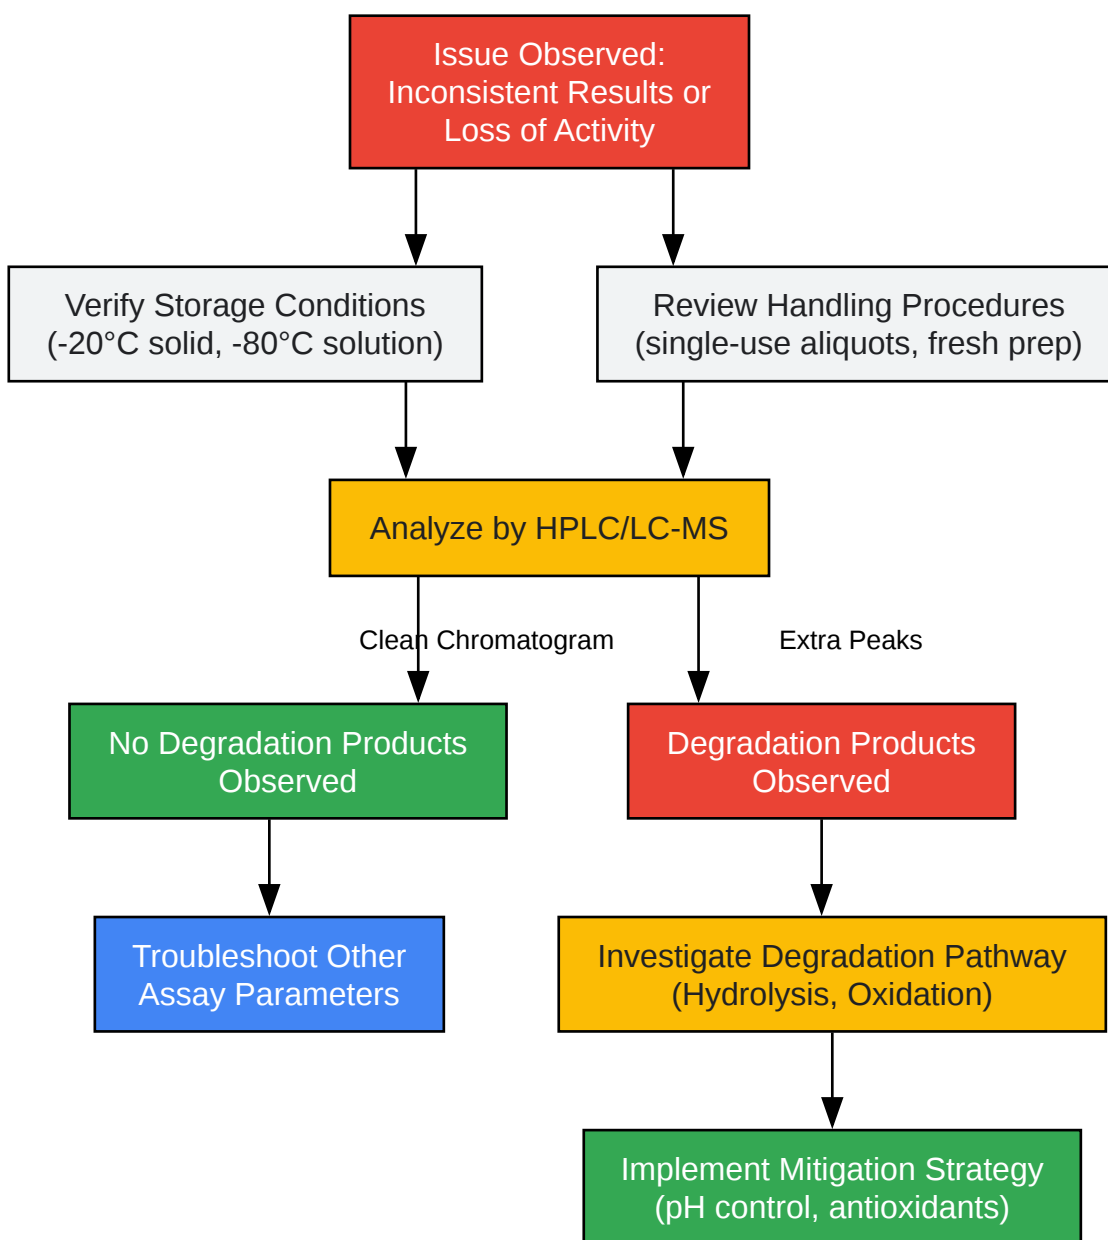 Issue Observed:
Inconsistent Results or
Loss of Activity
Verify Storage Conditions
(-20°C solid, -80°C solution)
Review Handling Procedures
(single-use aliquots, fresh prep)
Analyze by HPLC/LC-MS
Clean Chromatogram
Extra Peaks
No Degradation Products
Observed
Degradation Products
Observed
Troubleshoot Other
Assay Parameters
Investigate Degradation Pathway
(Hydrolysis, Oxidation)
Implement Mitigation Strategy
(pH control, antioxidants)